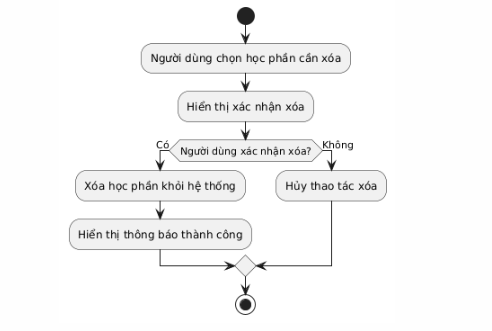 Người dùng chọn học phần cần xóa
Hiển thị xác nhận xóa
Có
Người dùng xác nhận xóa?
Không
Xóa học phần khỏi hệ thống
Hủy thao tác xóa
Hiển thị thông báo thành công